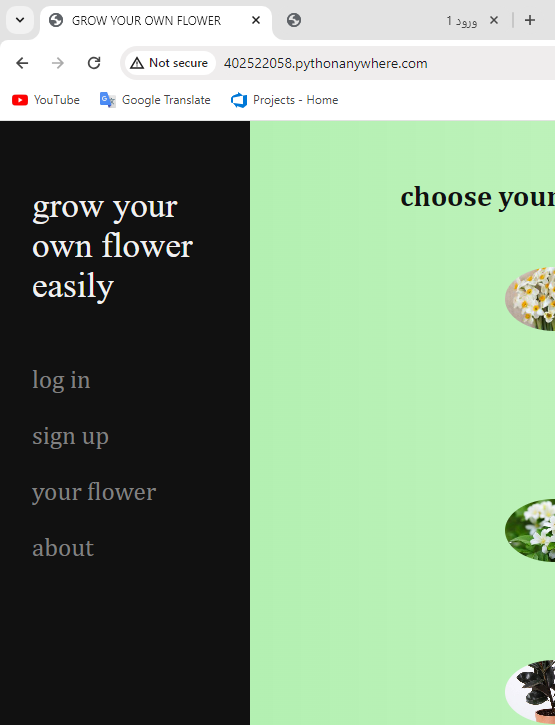 GROW YOUR OWN FLOWER
ورود 1
Not secure
402522058.pythonanywhere.com
YouTube
Google Translate
Projects - Home
grow your
own flower
easily
choose your
log in
sign up
your flower
about